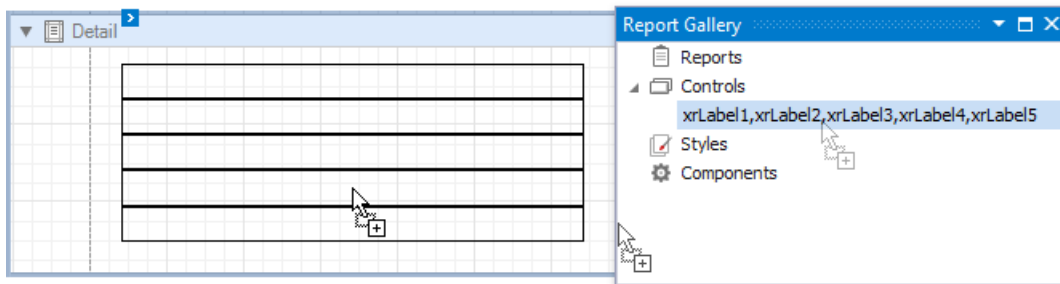 Detail
Report Gallery
Reports
Controls
xrLabel1,xrLabel2,xrLabel3,xrLabel4,xrLabel5
Styles
Components